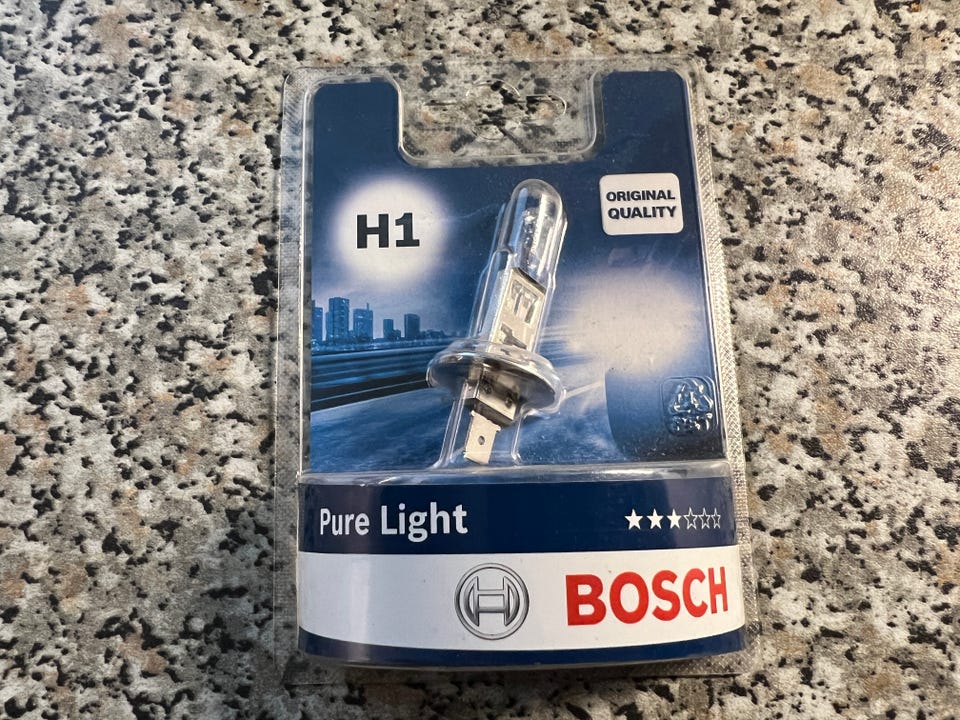 H1
ORIGINAL
QUALITY
Pure Light
BOSCH